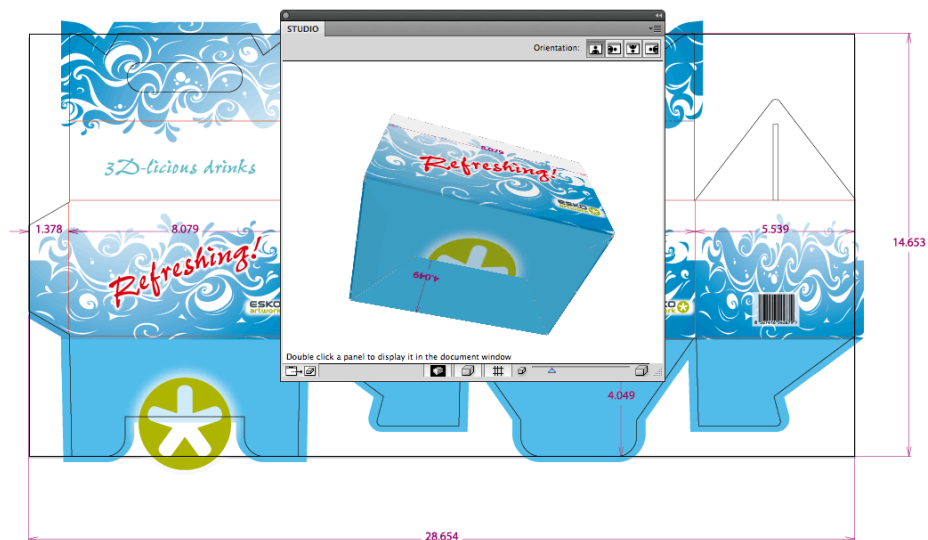 STUDIO
Orientation:
8.079
Refreshing!
ESKO
4.049
Double click a panel to display it in the document window
3D-licious drinks
1.378
8.079
5.539
14.653
Refreshing!
ESKO
artwork
4.049
28.654